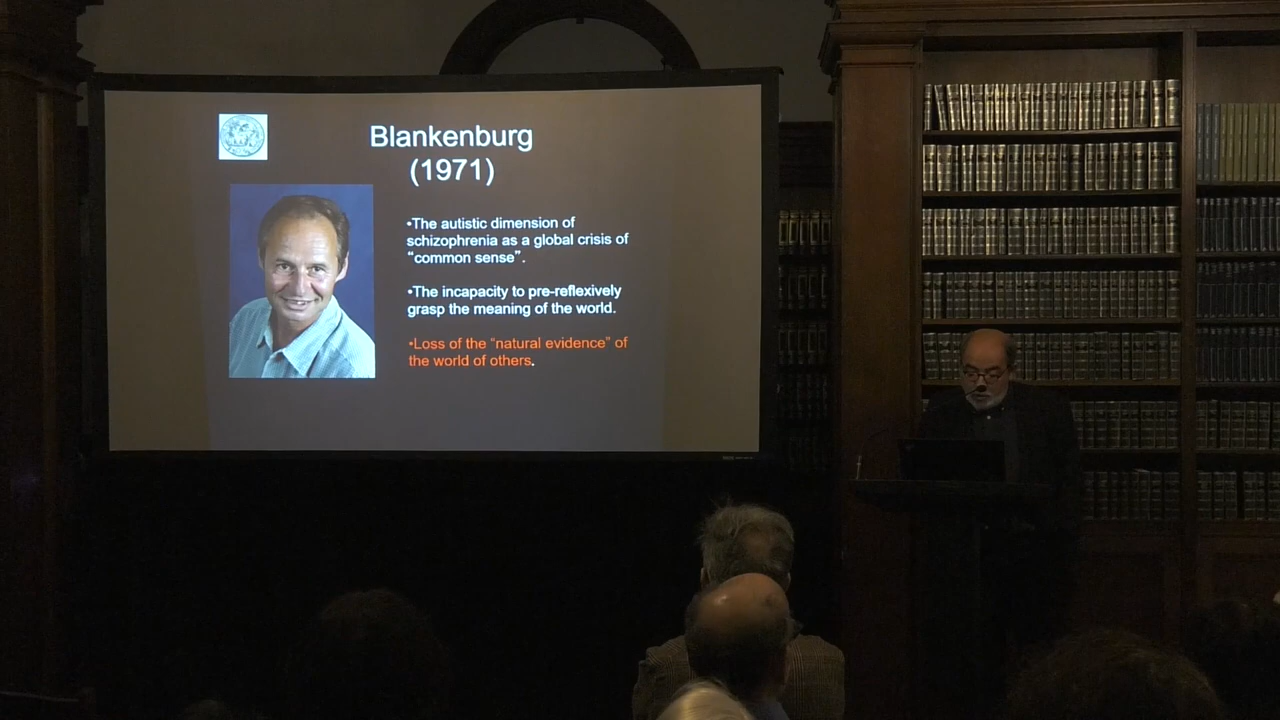 Blankenburg
(1971)
•The autistic dimension of
schizophrenia as a global crisis of
“common sense”.
•The incapacity to pre-reflexively
grasp the meaning of the world.
•Loss of the “natural evidence” of
the world of others.